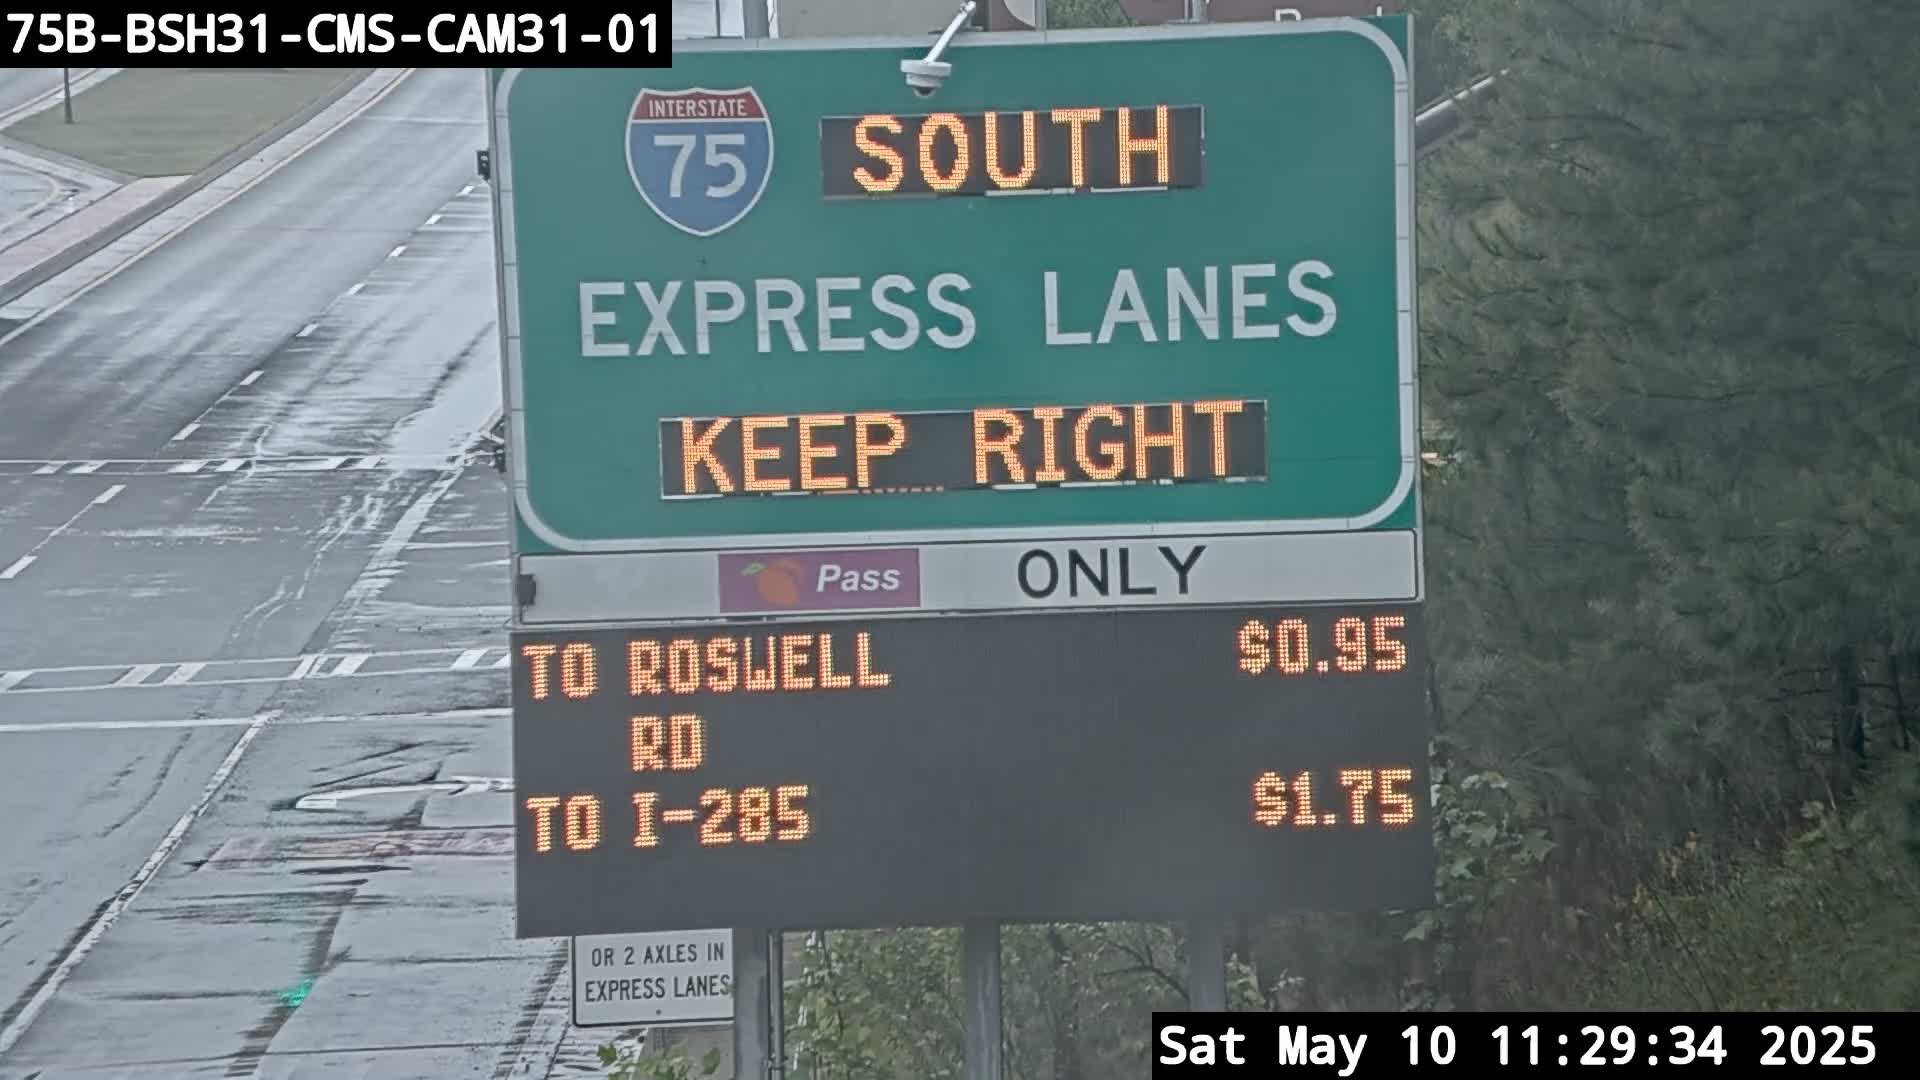 75B-BSH31-CMS-CAM31-01
INTERSTATE
75
SOUTH
EXPRESS LANES
KEEP RIGHT
Pass ONLY
TO ROSWELL $0.95
RD
TO I-285 $1.75
OR 2 AXLES IN
EXPRESS LANES
Sat May 10 11:29:34 2025